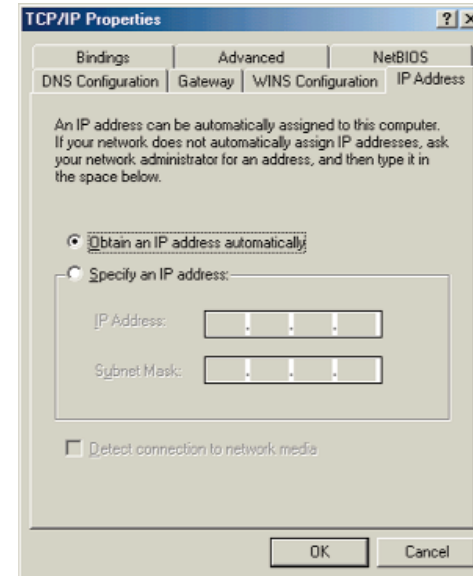 TCP/IP Properties
Bindings Advanced NetBIOS
DNS Configuration Gateway WINS Configuration IP Address
An IP address can be automatically assigned to this computer.
If your network does not automatically assign IP addresses, ask
your network administrator for an address, and then type it in
the space below.
Obtain an IP address automatically
Specify an IP address:
IP Address:
. . .
Subnet Mask:
. . .
Detect connection to network media
OK Cancel